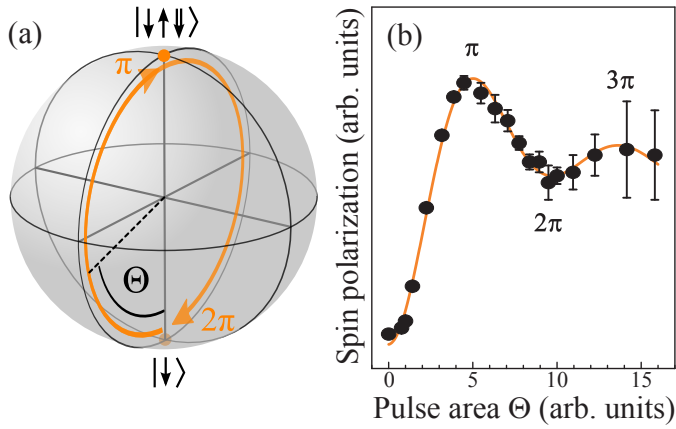 (a)
|↓↑⇓⟩
π
Θ
2π
|↓⟩
(b)
Spin polarization (arb. units)
π
2π
3π
0 5 10 15
Pulse area Θ (arb. units)